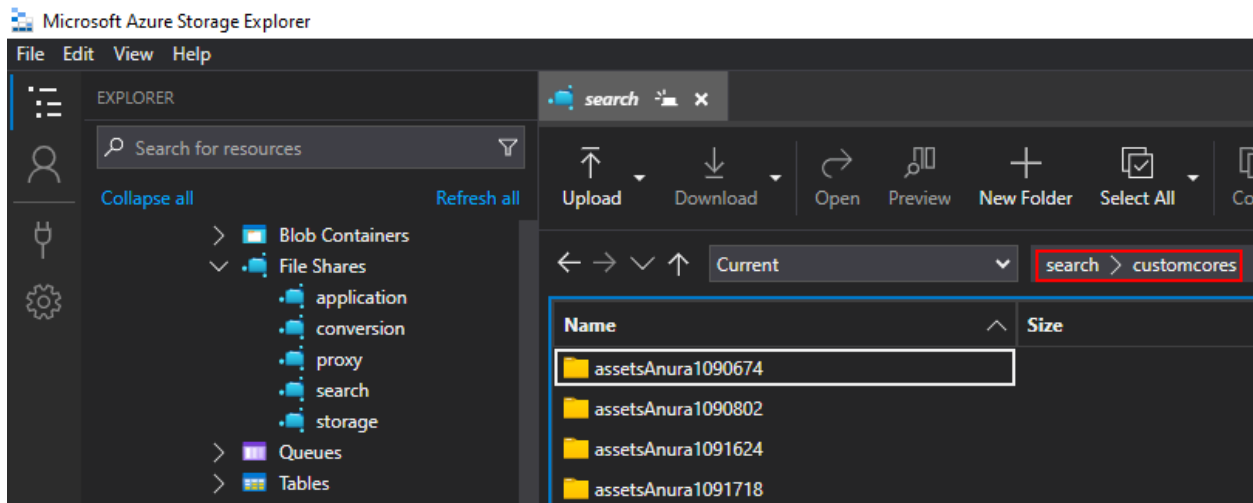 Microsoft Azure Storage Explorer
File Edit View Help
EXPLORER
Search for resources
Collapse all Refresh all
Blob Containers
File Shares
application
conversion
proxy
search
storage
Queues
Tables
search
Upload Download Open Preview New Folder Select All Co
Current search > customcores
Name Size
assetsAnura1090674
assetsAnura1090802
assetsAnura1091624
assetsAnura1091718